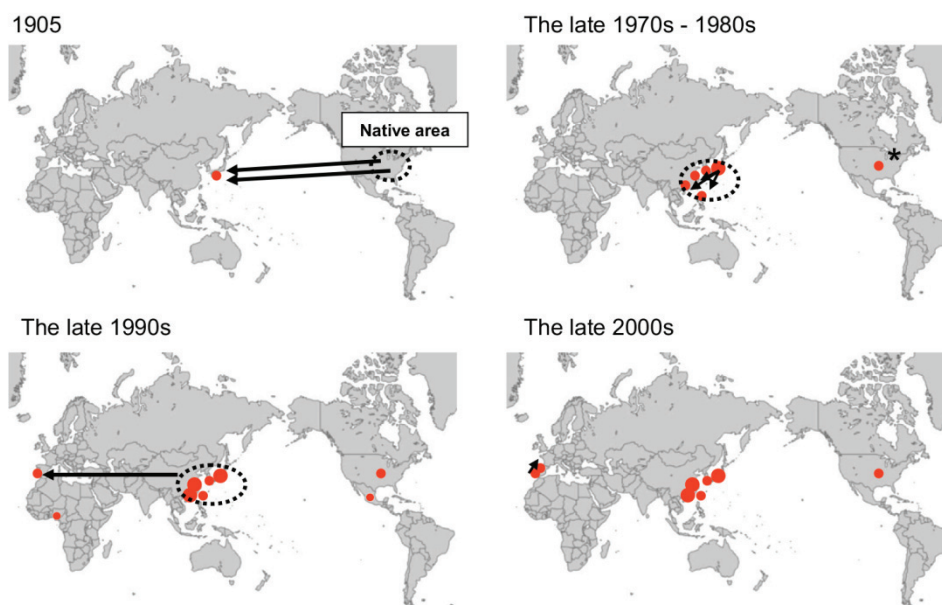 1905
The late 1970s - 1980s
Native area
*
The late 1990s
The late 2000s